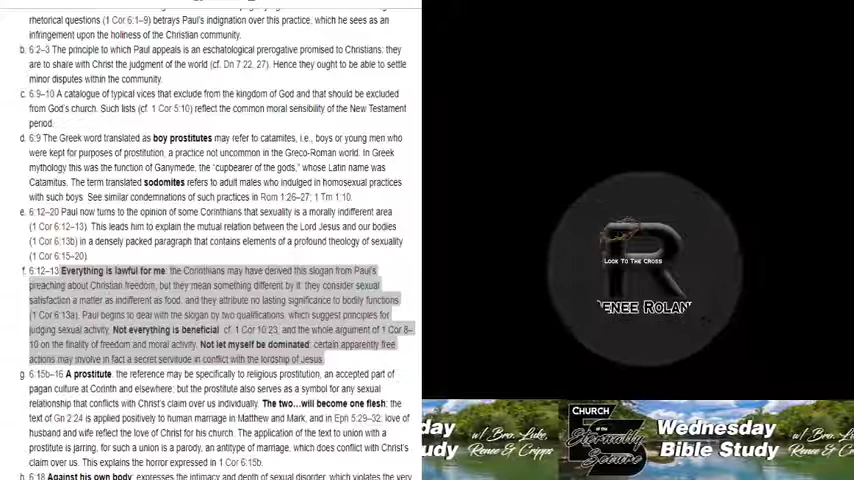 rhetorical questions (1 Cor 6:1–9) betrays Paul's indignation over this practice, which he sees as an
infringement upon the holiness of the Christian community.
b. 6:2–3 The principle to which Paul appeals is an eschatological prerogative promised to Christians: they
are to share with Christ the judgment of the world (cf. Dn 7:22, 27). Hence they ought to be able to settle
minor disputes within the community.
c. 6:9–10 A catalogue of typical vices that exclude from the kingdom of God and that should be excluded
from God's church. Such lists (cf. 1 Cor 5:10) reflect the common moral sensibility of the New Testament
period.
d. 6:9 The Greek word translated as boy prostitutes may refer to catamites, i.e., boys or young men who
were kept for purposes of prostitution, a practice not uncommon in the Greco-Roman world. In Greek
mythology this was the function of Ganymede, the "cupbearer of the gods," whose Latin name was
Catamitus. The term translated sodomites refers to adult males who indulged in homosexual practices
with such boys. See similar condemnations of such practices in Rom 1:26–27; 1 Tm 1:10.
e. 6:12–20 Paul now turns to the opinion of some Corinthians that sexuality is a morally indifferent area
(1 Cor 6:12–13). This leads him to explain the mutual relation between the Lord Jesus and our bodies
(1 Cor 6:13b) in a densely packed paragraph that contains elements of a profound theology of sexuality
(1 Cor 6:15–20).
f. 6:12–13 Everything is lawful for me: the Corinthians may have derived this slogan from Paul's
preaching about Christian freedom, but they mean something different by it: they consider sexual
satisfaction a matter as indifferent as food, and they attribute no lasting significance to bodily functions
(1 Cor 6:13a). Paul begins to deal with the slogan by two qualifications, which suggest principles for
judging sexual activity. Not everything is beneficial: cf. 1 Cor 10:23, and the whole argument of 1 Cor 8–
10 on the finality of freedom and moral activity. Not let myself be dominated: certain apparently free
actions may involve in fact a secret servitude in conflict with the lordship of Jesus.
g. 6:15b–16 A prostitute: the reference may be specifically to religious prostitution, an accepted part of
pagan culture at Corinth and elsewhere; but the prostitute also serves as a symbol for any sexual
relationship that conflicts with Christ's claim over us individually. The two...will become one flesh: the
text of Gn 2:24 is applied positively to human marriage in Matthew and Mark, and in Eph 5:29–32: love of
husband and wife reflect the love of Christ for his church. The application of the text to union with a
prostitute is jarring, for such a union is a parody, an antitype of marriage, which does conflict with Christ's
claim over us. This explains the horror expressed in 1 Cor 6:15b.
h. 6:18 Against his own body: expresses the intimacy and depth of sexual disorder, which violates the very
R
LOOK TO THE CROSS
RENEE ROLAN
day
udy
w/ Bro. Luke,
Renee & Cripps
CHURCH
of the
Eternally
Secure
Wednesday
Bible Study
w/ Bro.
Renee &